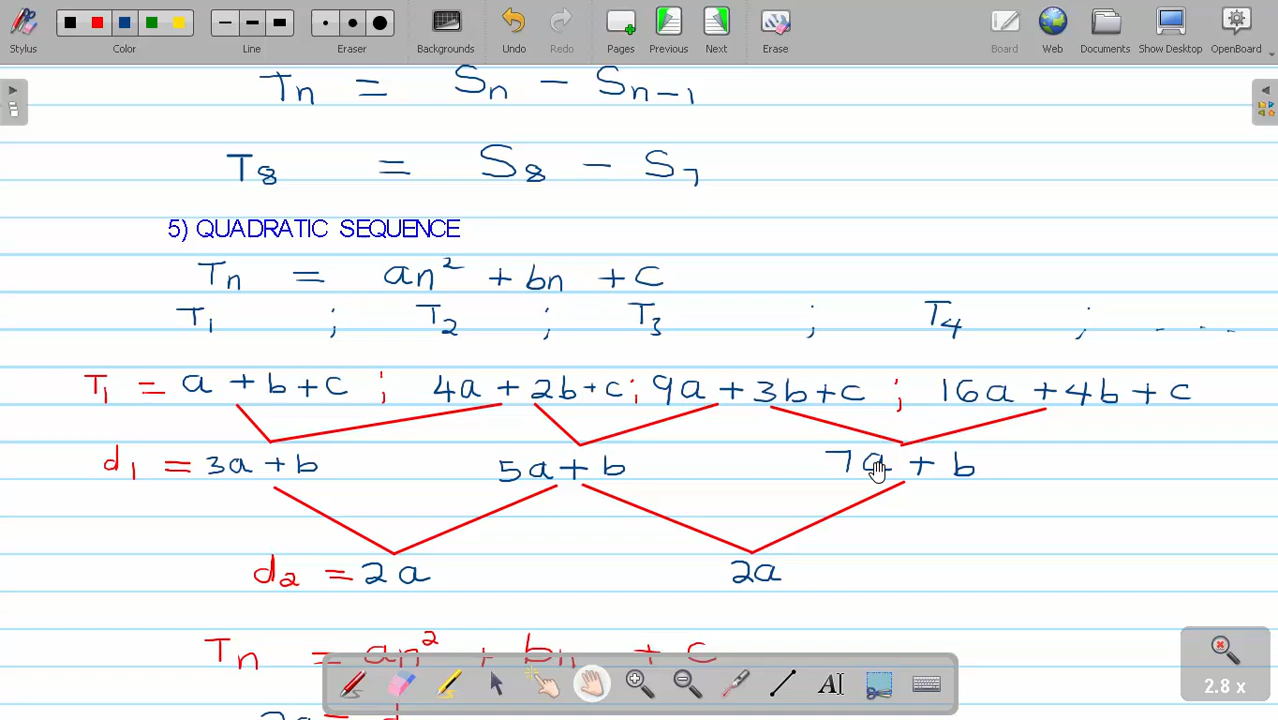 Stylus Color Line Eraser Backgrounds Undo Redo Pages Previous Next Erase Board Web Documents Show Desktop OpenBoard
Tn = Sn - Sn-1
T8 = S8 - S7
5) QUADRATIC SEQUENCE
Tn = an² + bn + c
T1 ; T2 ; T3 ; T4 ; ....
T1 = a + b + c ; 4a + 2b + c ; 9a + 3b + c ; 16a + 4b + c
d1 = 3a + b 5a + b 7a + b
d2 = 2a 2a
Tn = an² + bn + c
2.8 x